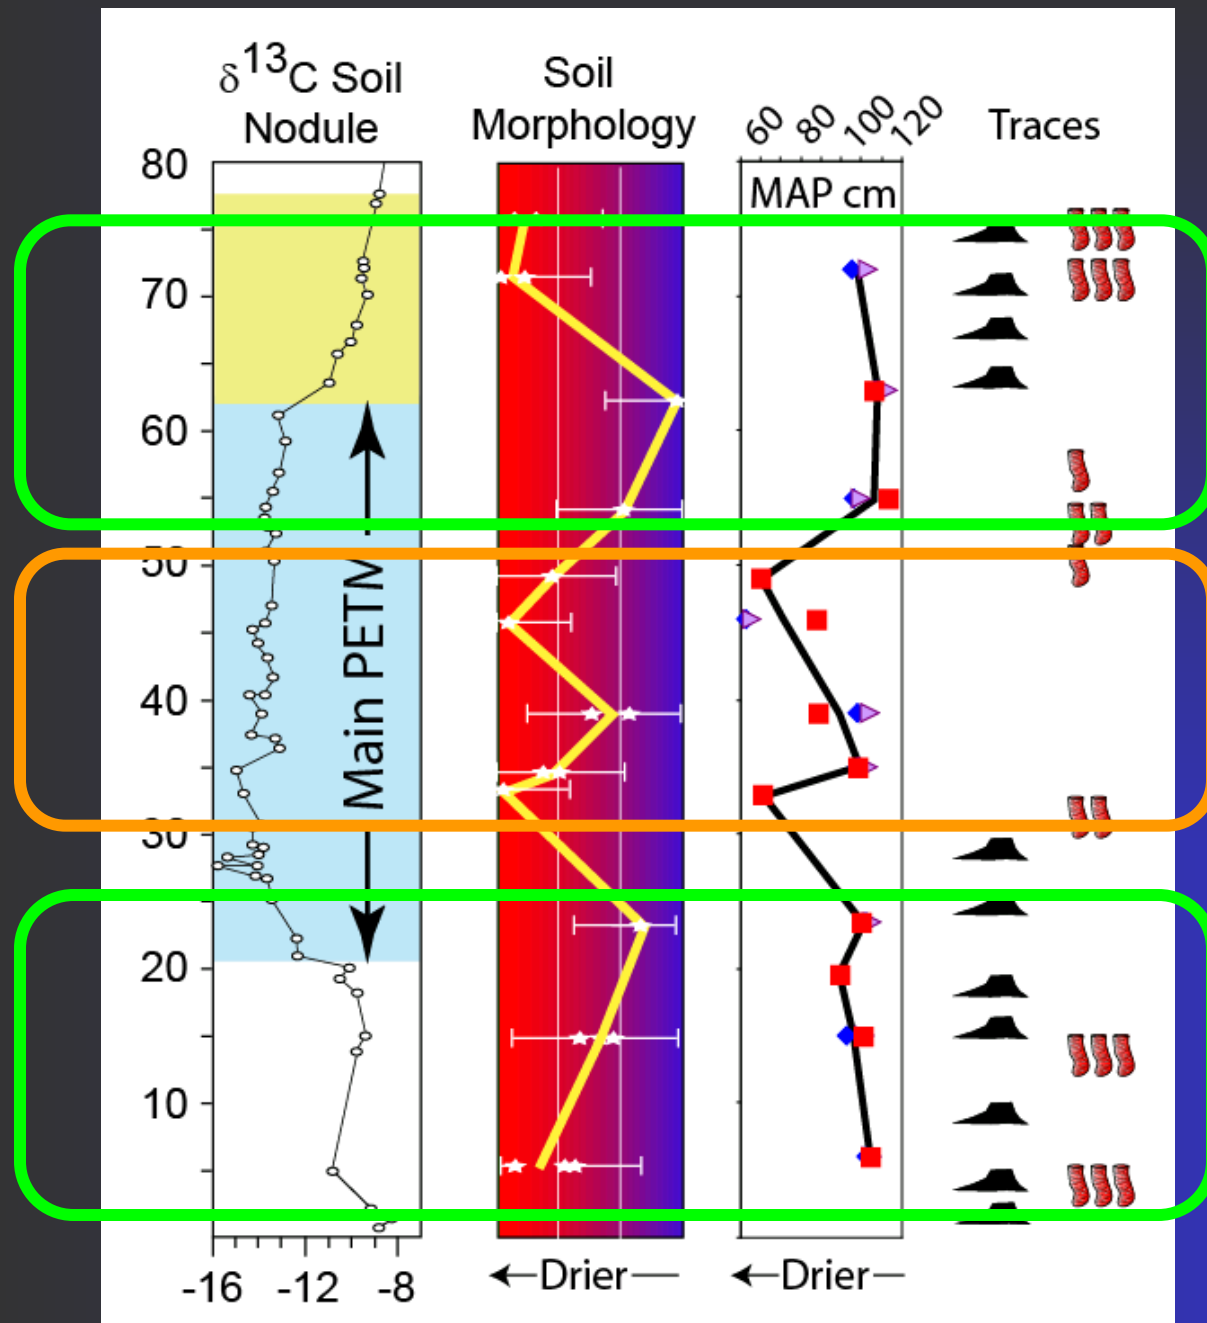 δ13C Soil
Nodule
Soil
Morphology
60 80 100 120
Traces
MAP cm
80
70
60
50
40
30
20
10
Main PETM
-16 -12 -8
←Drier—
←Drier—